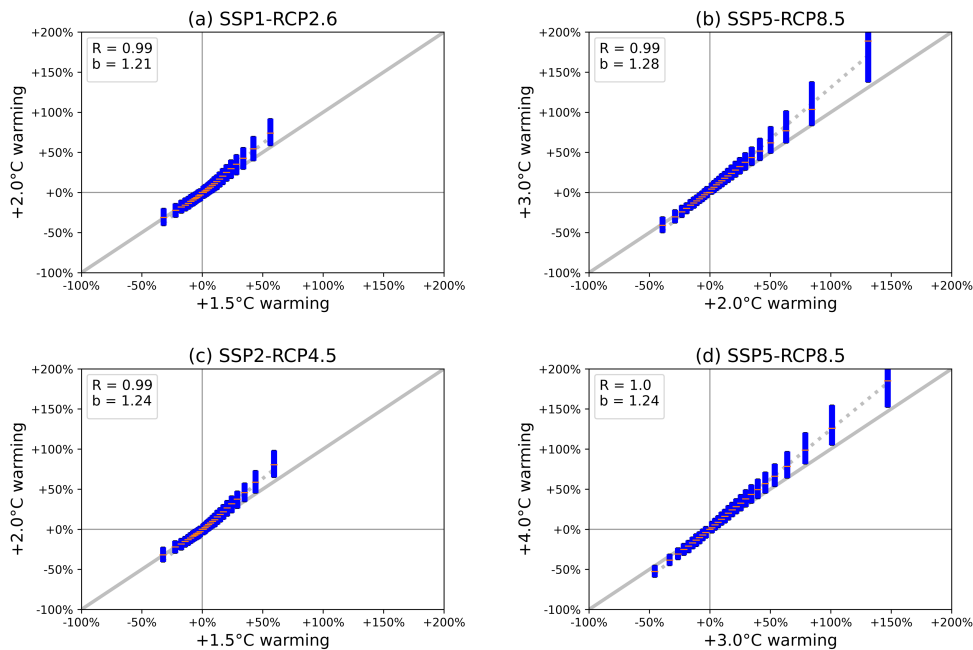 (a) SSP1-RCP2.6
R = 0.99
b = 1.21
+200%
+150%
+100%
+50%
+0%
-50%
-100%
+2.0°C warming
-100% -50% +0% +50% +100% +150% +200%
+1.5°C warming
(b) SSP5-RCP8.5
R = 0.99
b = 1.28
+200%
+150%
+100%
+50%
+0%
-50%
-100%
+3.0°C warming
-100% -50% +0% +50% +100% +150% +200%
+2.0°C warming
(c) SSP2-RCP4.5
R = 0.99
b = 1.24
+200%
+150%
+100%
+50%
+0%
-50%
-100%
+2.0°C warming
-100% -50% +0% +50% +100% +150% +200%
+1.5°C warming
(d) SSP5-RCP8.5
R = 1.0
b = 1.24
+200%
+150%
+100%
+50%
+0%
-50%
-100%
+4.0°C warming
-100% -50% +0% +50% +100% +150% +200%
+3.0°C warming